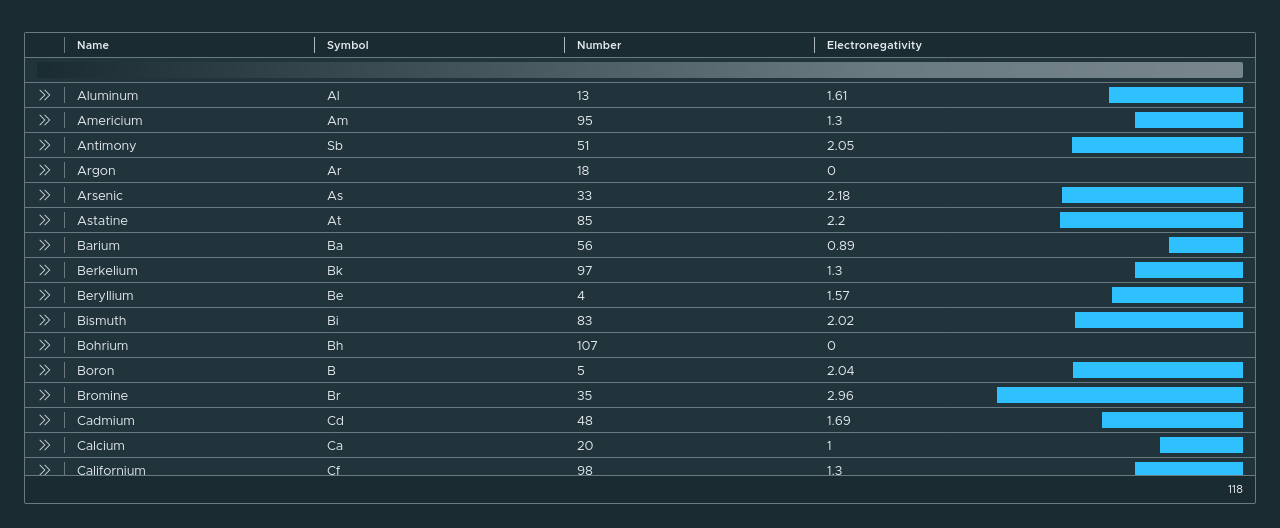 Name Symbol Number Electronegativity
Aluminum Al 13 1.61
Americium Am 95 1.3
Antimony Sb 51 2.05
Argon Ar 18 0
Arsenic As 33 2.18
Astatine At 85 2.2
Barium Ba 56 0.89
Berkelium Bk 97 1.3
Beryllium Be 4 1.57
Bismuth Bi 83 2.02
Bohrium Bh 107 0
Boron B 5 2.04
Bromine Br 35 2.96
Cadmium Cd 48 1.69
Calcium Ca 20 1
Californium Cf 98 1.3
118